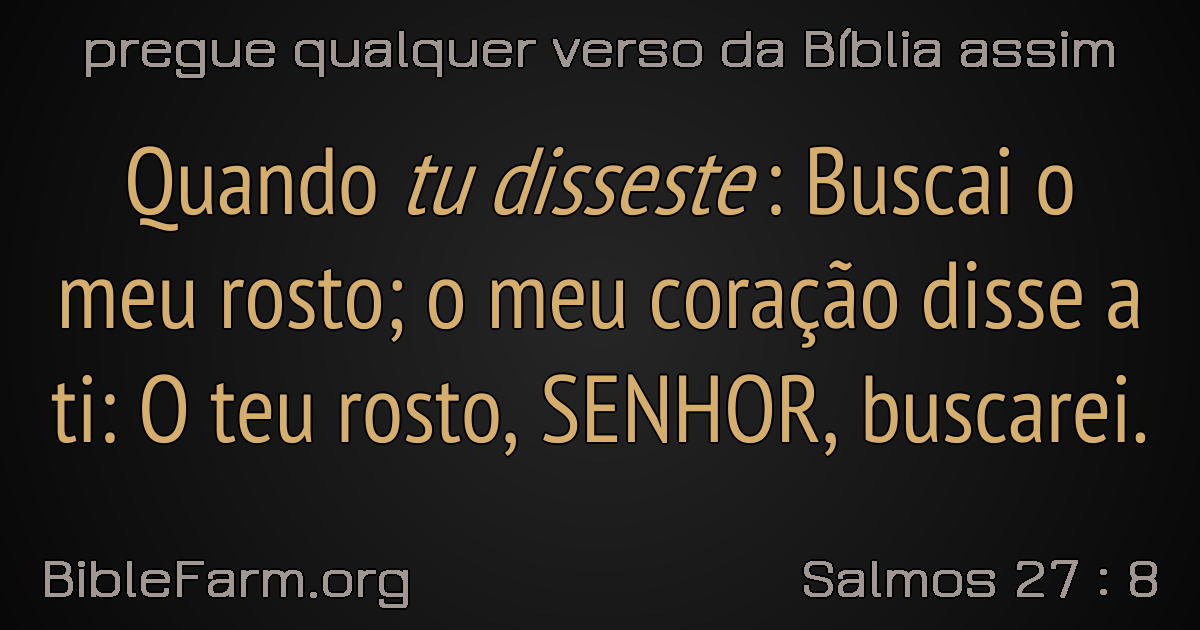 pregue qualquer verso da Bíblia assim
Quando tu disseste: Buscai o
meu rosto; o meu coração disse a
ti: O teu rosto, SENHOR, buscarei.
BibleFarm.org
Salmos 27 : 8